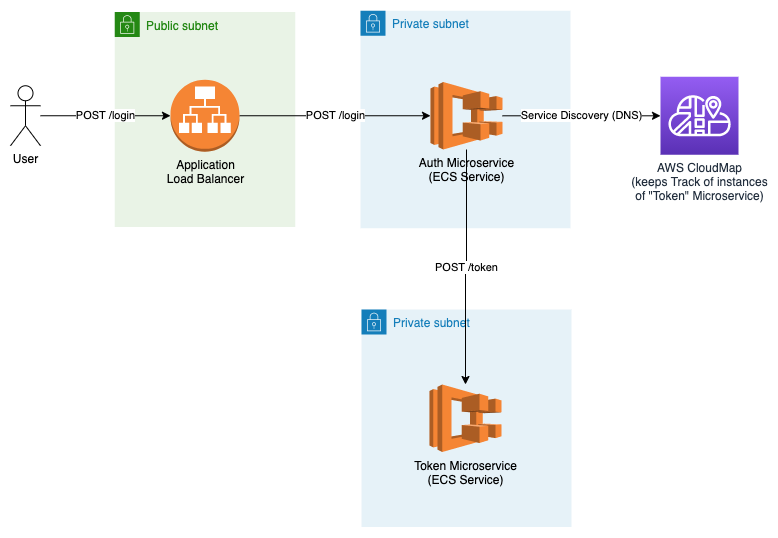 Public subnet
Private subnet
POST /login
POST /login
Service Discovery (DNS)
User
Application
Load Balancer
Auth Microservice
(ECS Service)
AWS CloudMap
(keeps Track of instances
of "Token" Microservice)
POST /token
Private subnet
Token Microservice
(ECS Service)